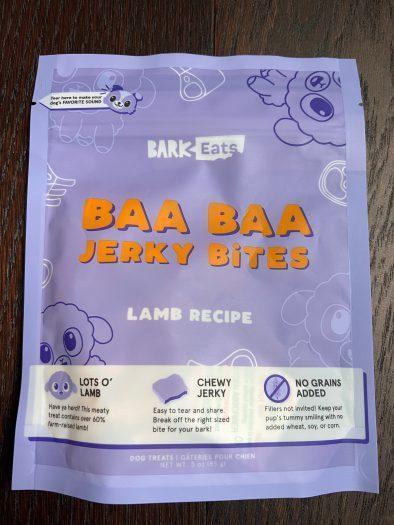 Tear here to make your
dog's FAVORITE SOUND
BARK Eats
BAA BAA
JERKY BiTES
LAMB RECIPE
LOTS O'
LAMB
Have ya herd? This meaty
treat contains over 60%
farm-raised lamb!
CHEWY
JERKY
Easy to tear and share.
Break off the right sized
bite for your bark!
NO GRAINS
ADDED
Fillers not invited! Keep your
pup's tummy smiling with no
added wheat, soy, or corn.
DOG TREATS | GÂTERIES POUR CHIEN
NET WT. 3 oz (85 g)